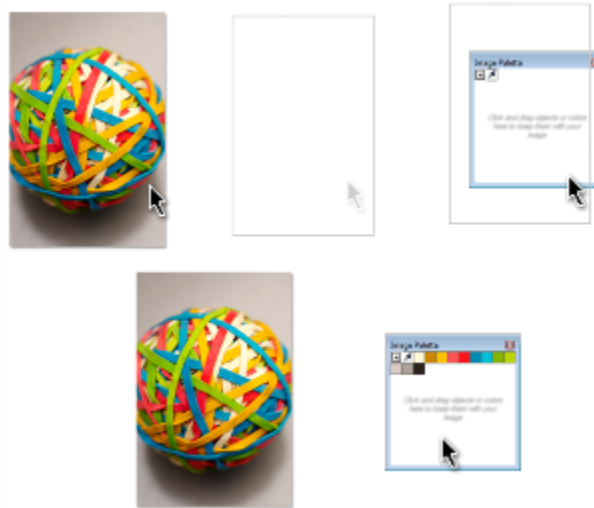 Image Palette
Click and drag objects or colors
here to keep them with your
image
Image Palette
Click and drag objects or colors
here to keep them with your
image